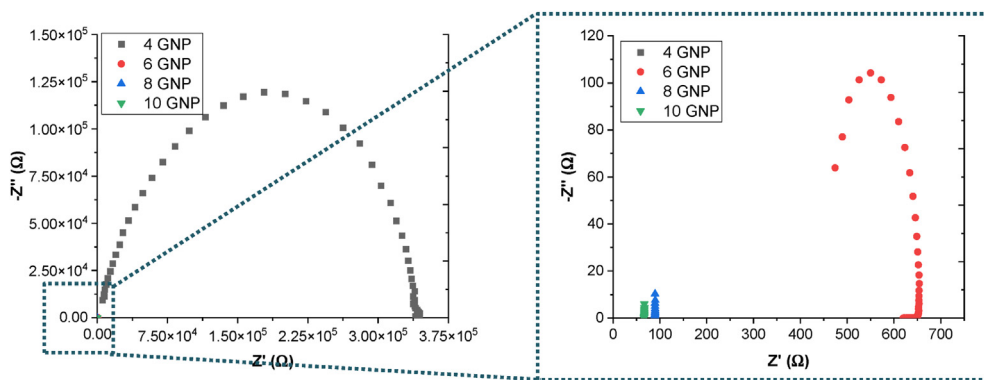 1.50×10⁵
1.25×10⁵
1.00×10⁵
7.50×10⁴
5.00×10⁴
2.50×10⁴
0.00
-Z'' (Ω)
4 GNP
6 GNP
8 GNP
10 GNP
0.00 7.50×10⁴ 1.50×10⁵ 2.25×10⁵ 3.00×10⁵ 3.75×10⁵
Z' (Ω)
120
100
80
60
40
20
0
-Z'' (Ω)
4 GNP
6 GNP
8 GNP
10 GNP
0 100 200 300 400 500 600 700
Z' (Ω)